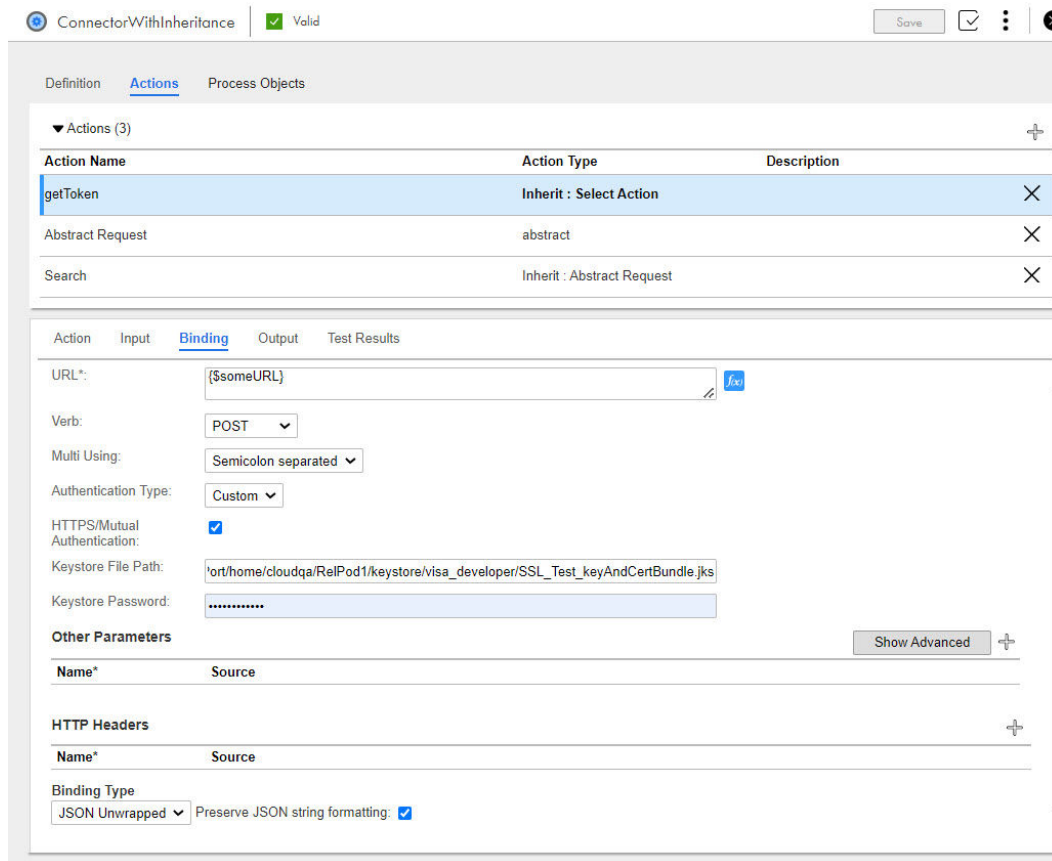 ConnectorWithInheritance Valid Save
Definition Actions Process Objects
Actions (3)
Action Name Action Type Description
getToken Inherit : Select Action
Abstract Request abstract
Search Inherit : Abstract Request
Action Input Binding Output Test Results
URL*: {$someURL} f(x)
Verb: POST
Multi Using: Semicolon separated
Authentication Type: Custom
HTTPS/Mutual
Authentication:
Keystore File Path: 'ort/home/cloudqa/RelPod1/keystore/visa_developer/SSL_Test_keyAndCertBundle.jks
Keystore Password: ••••••••••••
Other Parameters Show Advanced
Name* Source
HTTP Headers
Name* Source
Binding Type
JSON Unwrapped Preserve JSON string formatting: